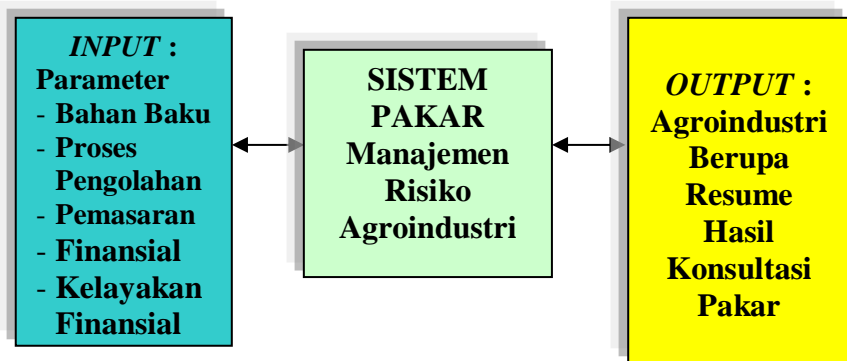 INPUT :
Parameter
- Bahan Baku
- Proses
Pengolahan
- Pemasaran
- Finansial
- Kelayakan
Finansial
SISTEM
PAKAR
Manajemen
Risiko
Agroindustri
OUTPUT :
Agroindustri
Berupa
Resume
Hasil
Konsultasi
Pakar